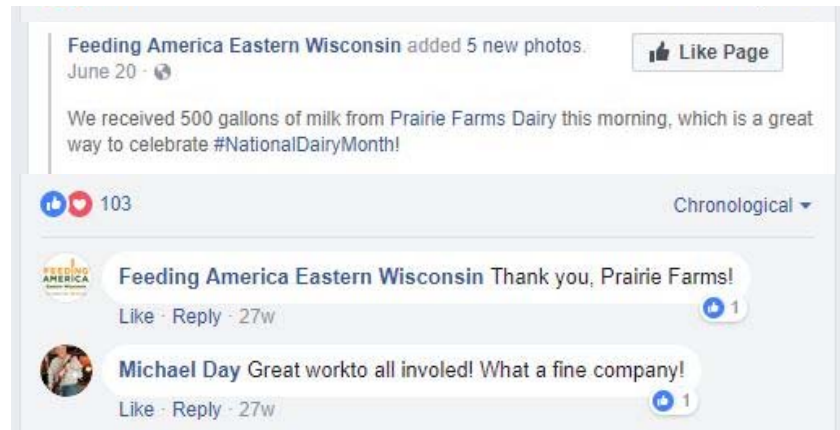 Feeding America Eastern Wisconsin added 5 new photos.
Like Page
June 20 ·
We received 500 gallons of milk from Prairie Farms Dairy this morning, which is a great
way to celebrate #NationalDairyMonth!
103
Chronological
FEEDING
AMERICA
Feeding America Eastern Wisconsin Thank you, Prairie Farms!
1
Like · Reply · 27w
Michael Day Great workto all involed! What a fine company!
1
Like · Reply · 27w